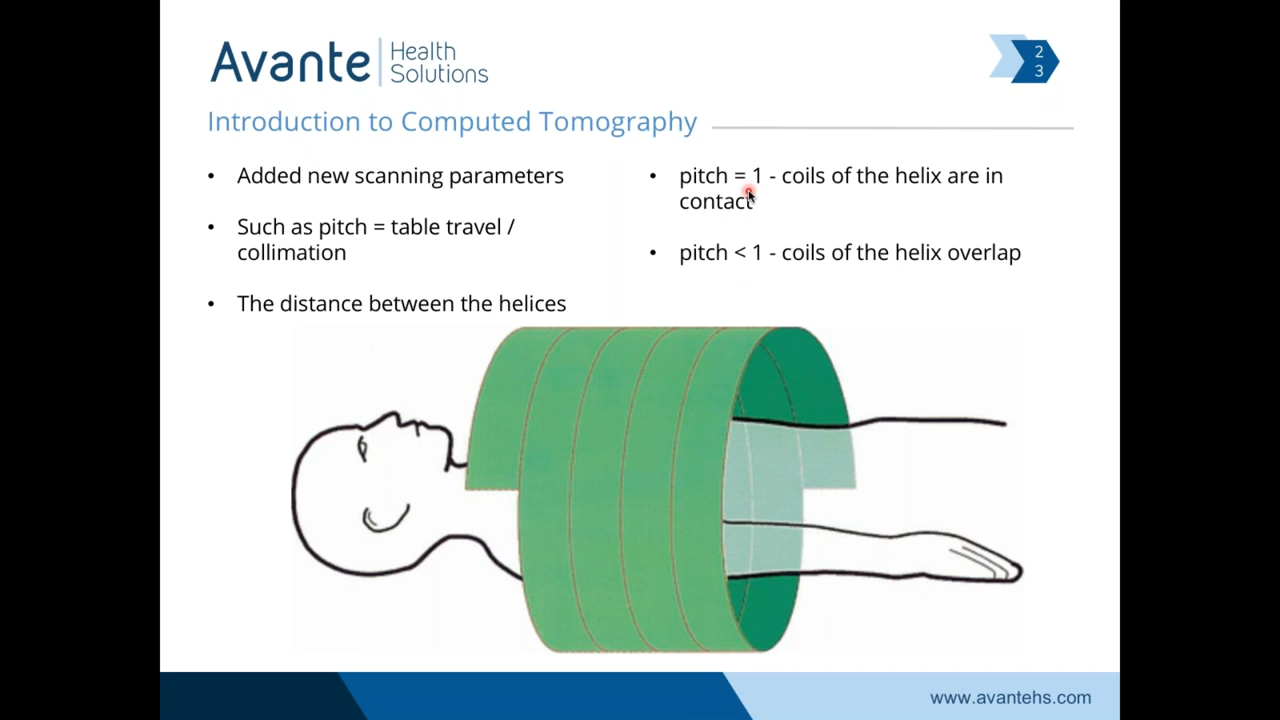 Avante Health
Solutions
2
3
Introduction to Computed Tomography
• Added new scanning parameters
• Such as pitch = table travel /
collimation
• The distance between the helices
• pitch = 1 - coils of the helix are in
contact
• pitch < 1 - coils of the helix overlap
www.avantehs.com